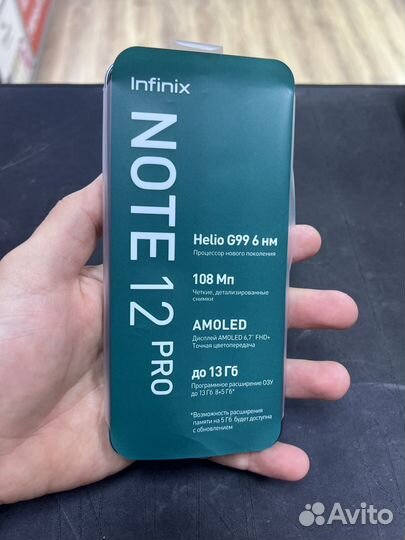 Infinix
NOTE 12 PRO
Helio G99 6 нм
Процессор нового поколения
108 Мп
Четкие, детализированные
снимки
AMOLED
Дисплей AMOLED 6,7" FHD+
Точная цветопередача
до 13 Гб
Программное расширение ОЗУ
до 13 Гб 8+5 Гб*
*Возможность расширения
памяти на 5 Гб будет доступна
с обновлением
Avito